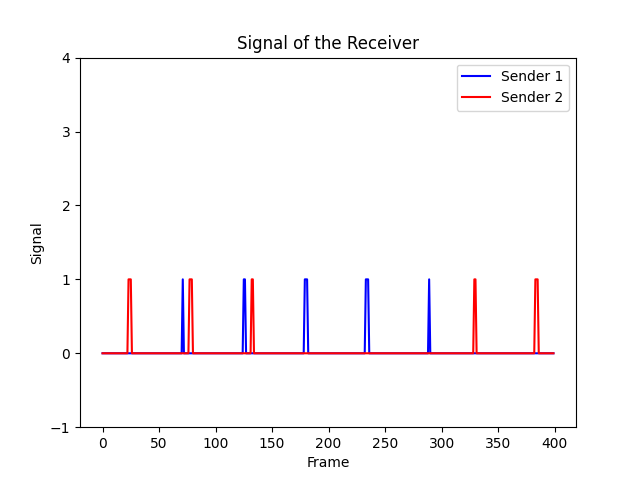 Signal of the Receiver
Sender 1
Sender 2
4
3
2
1
0
−1
Signal
0 50 100 150 200 250 300 350 400
Frame